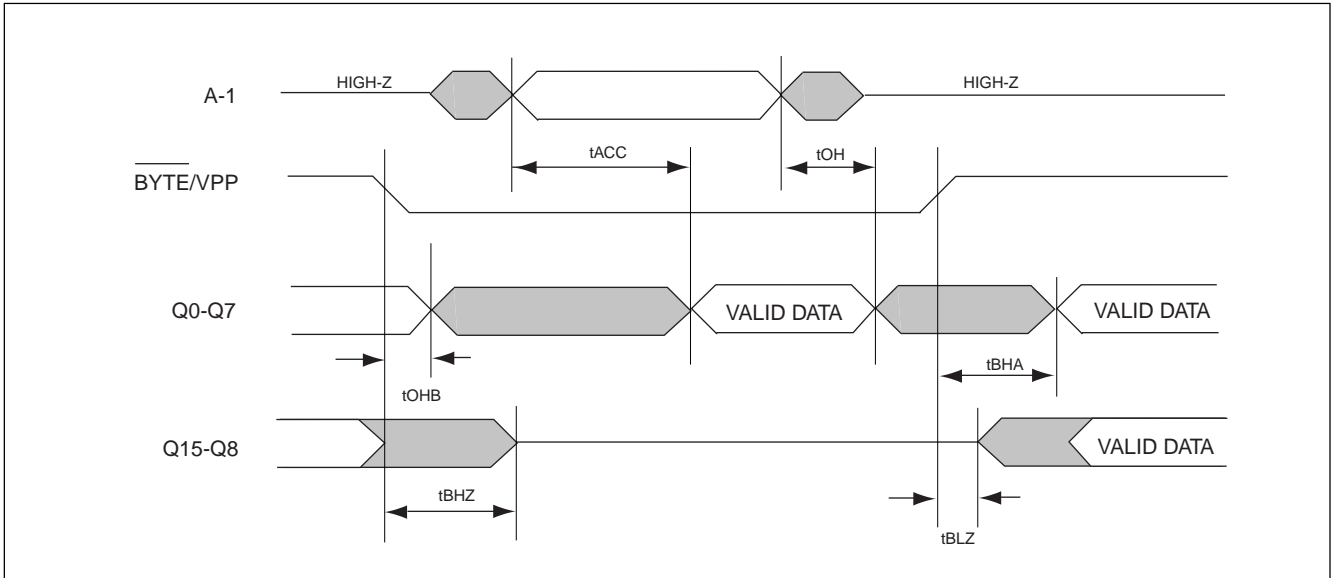 HIGH-Z
HIGH-Z
A-1
tACC
tOH
BYTE/VPP
Q0-Q7
VALID DATA
VALID DATA
tBHA
tOHB
Q15-Q8
VALID DATA
tBHZ
tBLZ